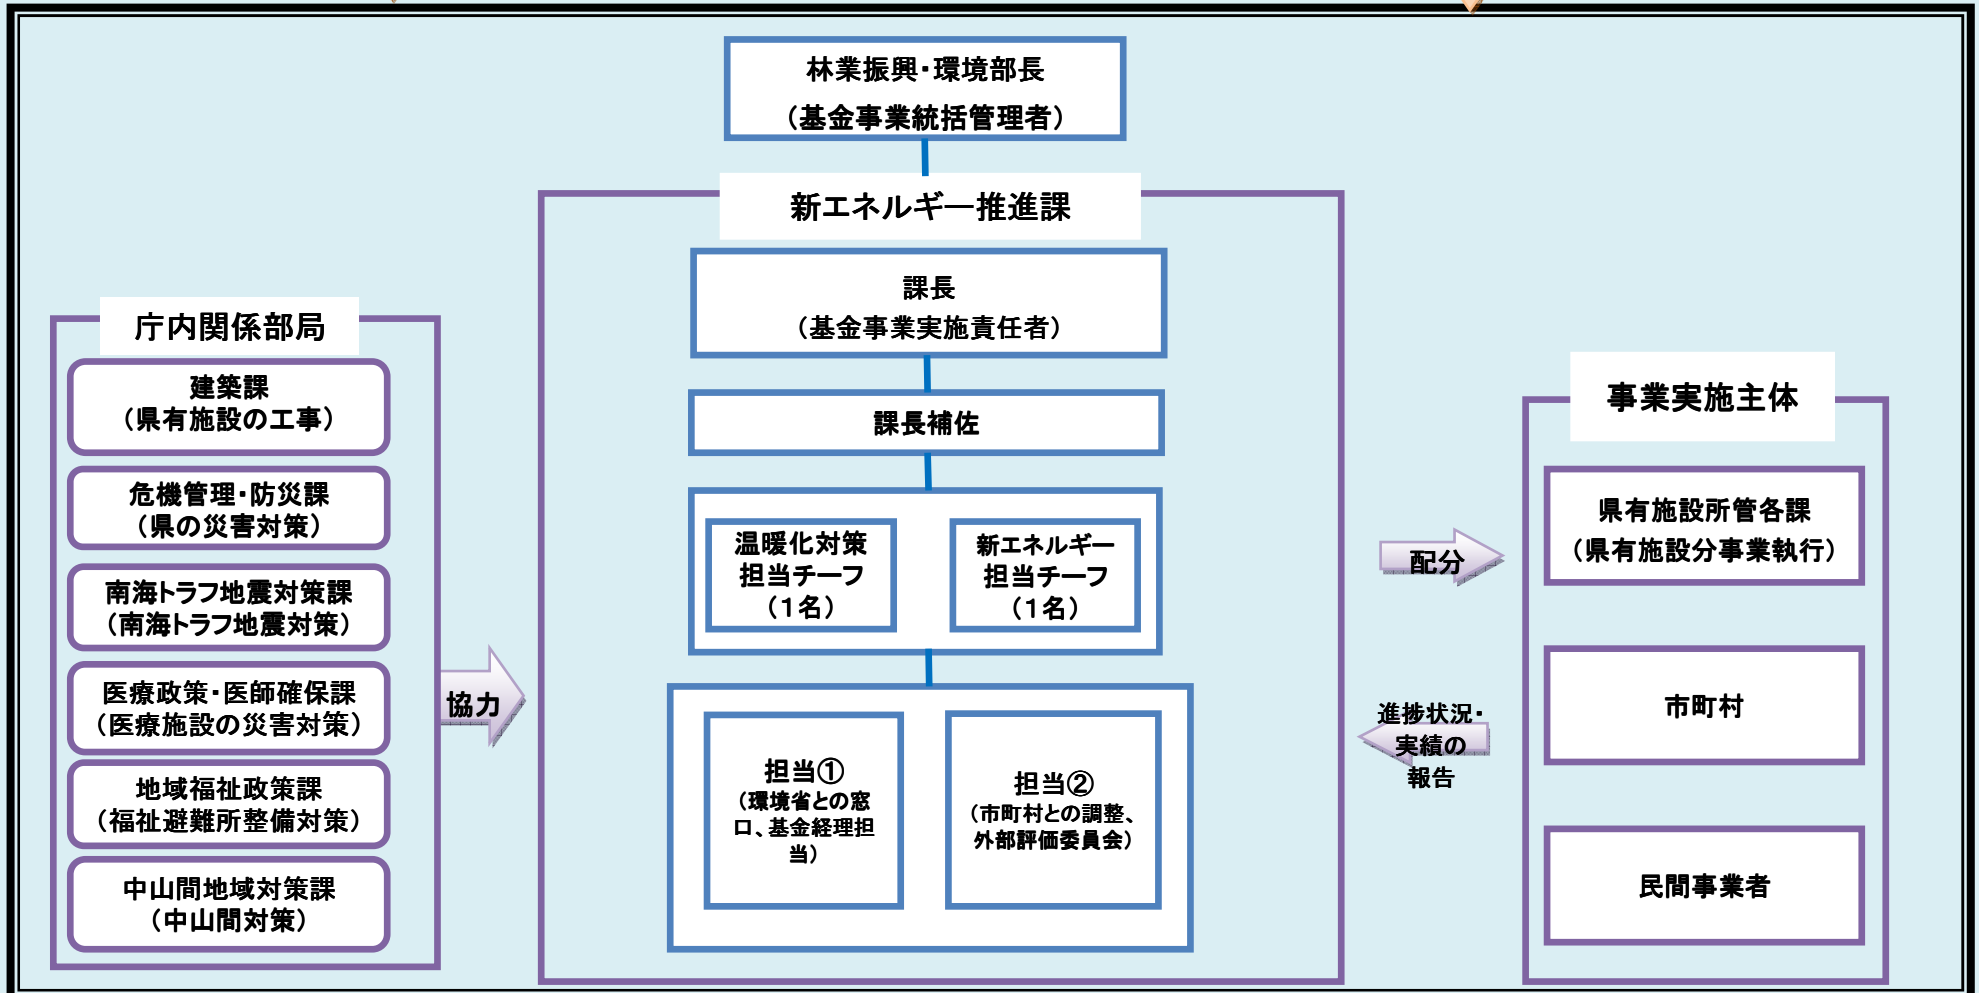 林業振興・環境部長
（基金事業統括管理者）
新エネルギー推進課
課長
（基金事業実施責任者）
課長補佐
温暖化対策
担当チーフ
（１名）
新エネルギー
担当チーフ
（１名）
担当①
（環境省との窓
口、基金経理担
当）
担当②
（市町村との調整、
外部評価委員会）
庁内関係部局
建築課
（県有施設の工事）
危機管理・防災課
（県の災害対策）
南海トラフ地震対策課
（南海トラフ地震対策）
医療政策・医師確保課
（医療施設の災害対策）
地域福祉政策課
（福祉避難所整備対策）
中山間地域対策課
（中山間対策）
協力
配分
進捗状況・
実績の
報告
事業実施主体
県有施設所管各課
（県有施設分事業執行）
市町村
民間事業者